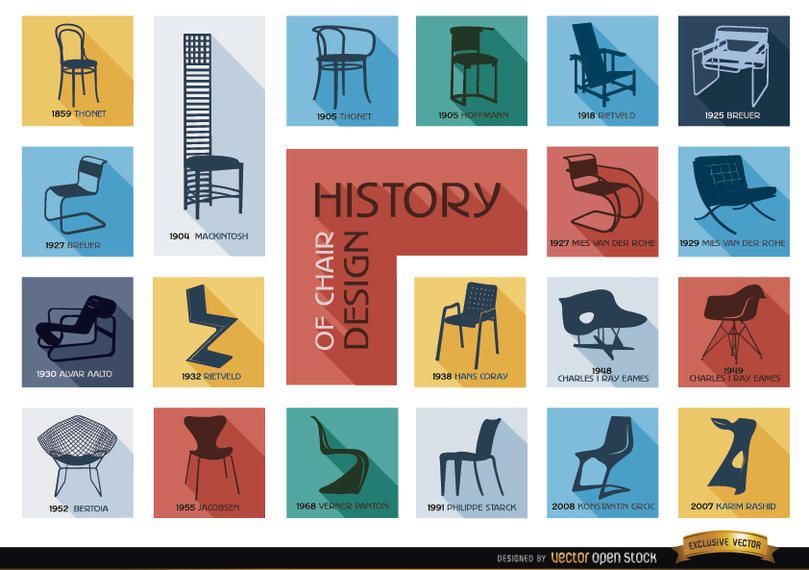 1859 THONET
1904 MACKINTOSH
1905 THONET
1905 HOFFMANN
1918 RIETVELD
1925 BREUER
1927 BREUER
HISTORY
OF CHAIR
DESIGN
1927 MIES VAN DER ROHE
1929 MIES VAN DER ROHE
1930 ALVAR AALTO
1932 RIETVELD
1938 HANS CORAY
1948
CHARLES I RAY EAMES
1949
CHARLES I RAY EAMES
1952 BERTOIA
1955 JACOBSEN
1968 VERNER PANTON
1991 PHILIPPE STARCK
2008 KONSTANTIN GRCIC
2007 KARIM RASHID
EXCLUSIVE VECTOR
DESIGNED BY vector open stock